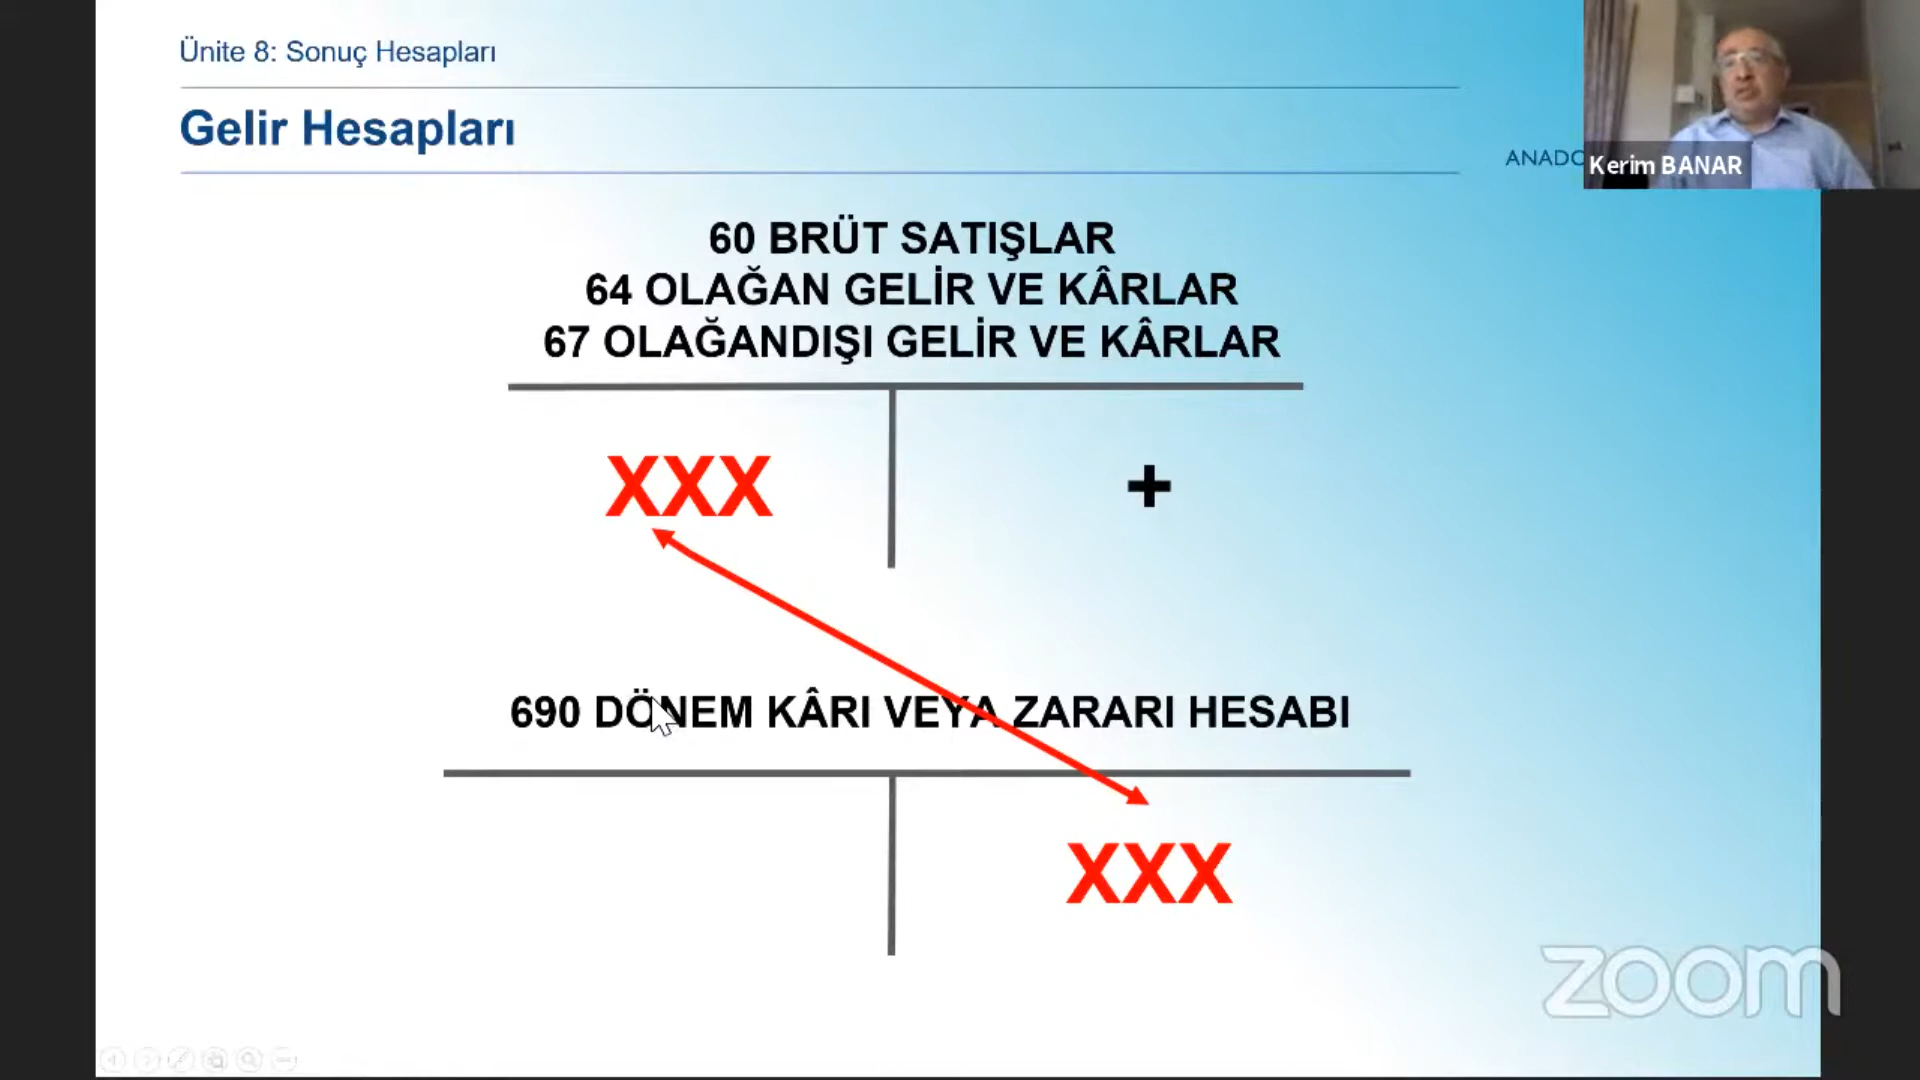 Ünite 8: Sonuç Hesapları
Gelir Hesapları
ANADO
Kerim BANAR
60 BRÜT SATIŞLAR
64 OLAĞAN GELİR VE KÂRLAR
67 OLAĞANDIŞI GELİR VE KÂRLAR
XXX
+
690 DÖNEM KÂRI VEYA ZARARI HESABI
XXX
zoom